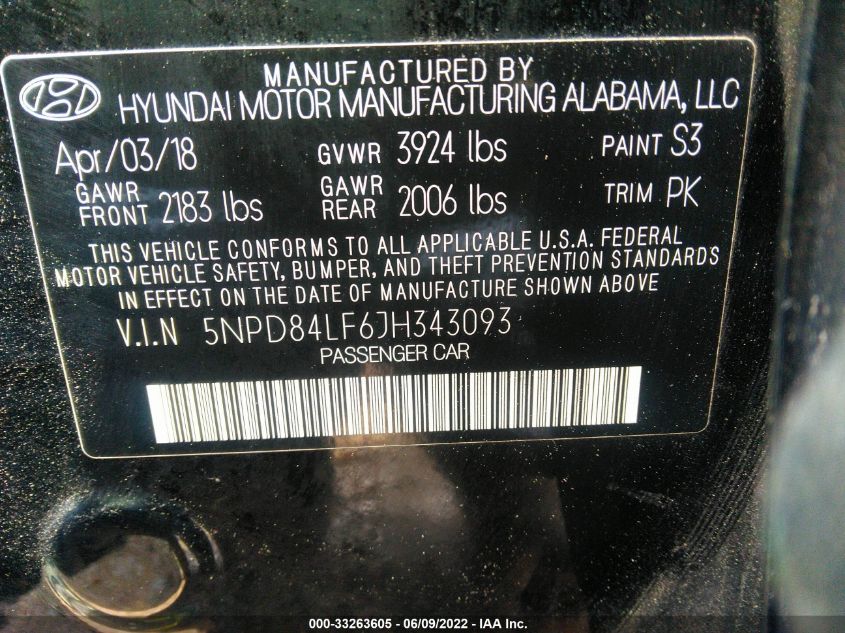 MANUFACTURED BY
HYUNDAI MOTOR MANUFACTURING ALABAMA, LLC
Apr/03/18 GVWR 3924 lbs PAINT S3
GAWR FRONT 2183 lbs GAWR REAR 2006 lbs TRIM PK
THIS VEHICLE CONFORMS TO ALL APPLICABLE U.S.A. FEDERAL
MOTOR VEHICLE SAFETY, BUMPER, AND THEFT PREVENTION STANDARDS
IN EFFECT ON THE DATE OF MANUFACTURE SHOWN ABOVE
V.I.N 5NPD84LF6JH343093
PASSENGER CAR
000-33263605 - 06/09/2022 - IAA Inc.